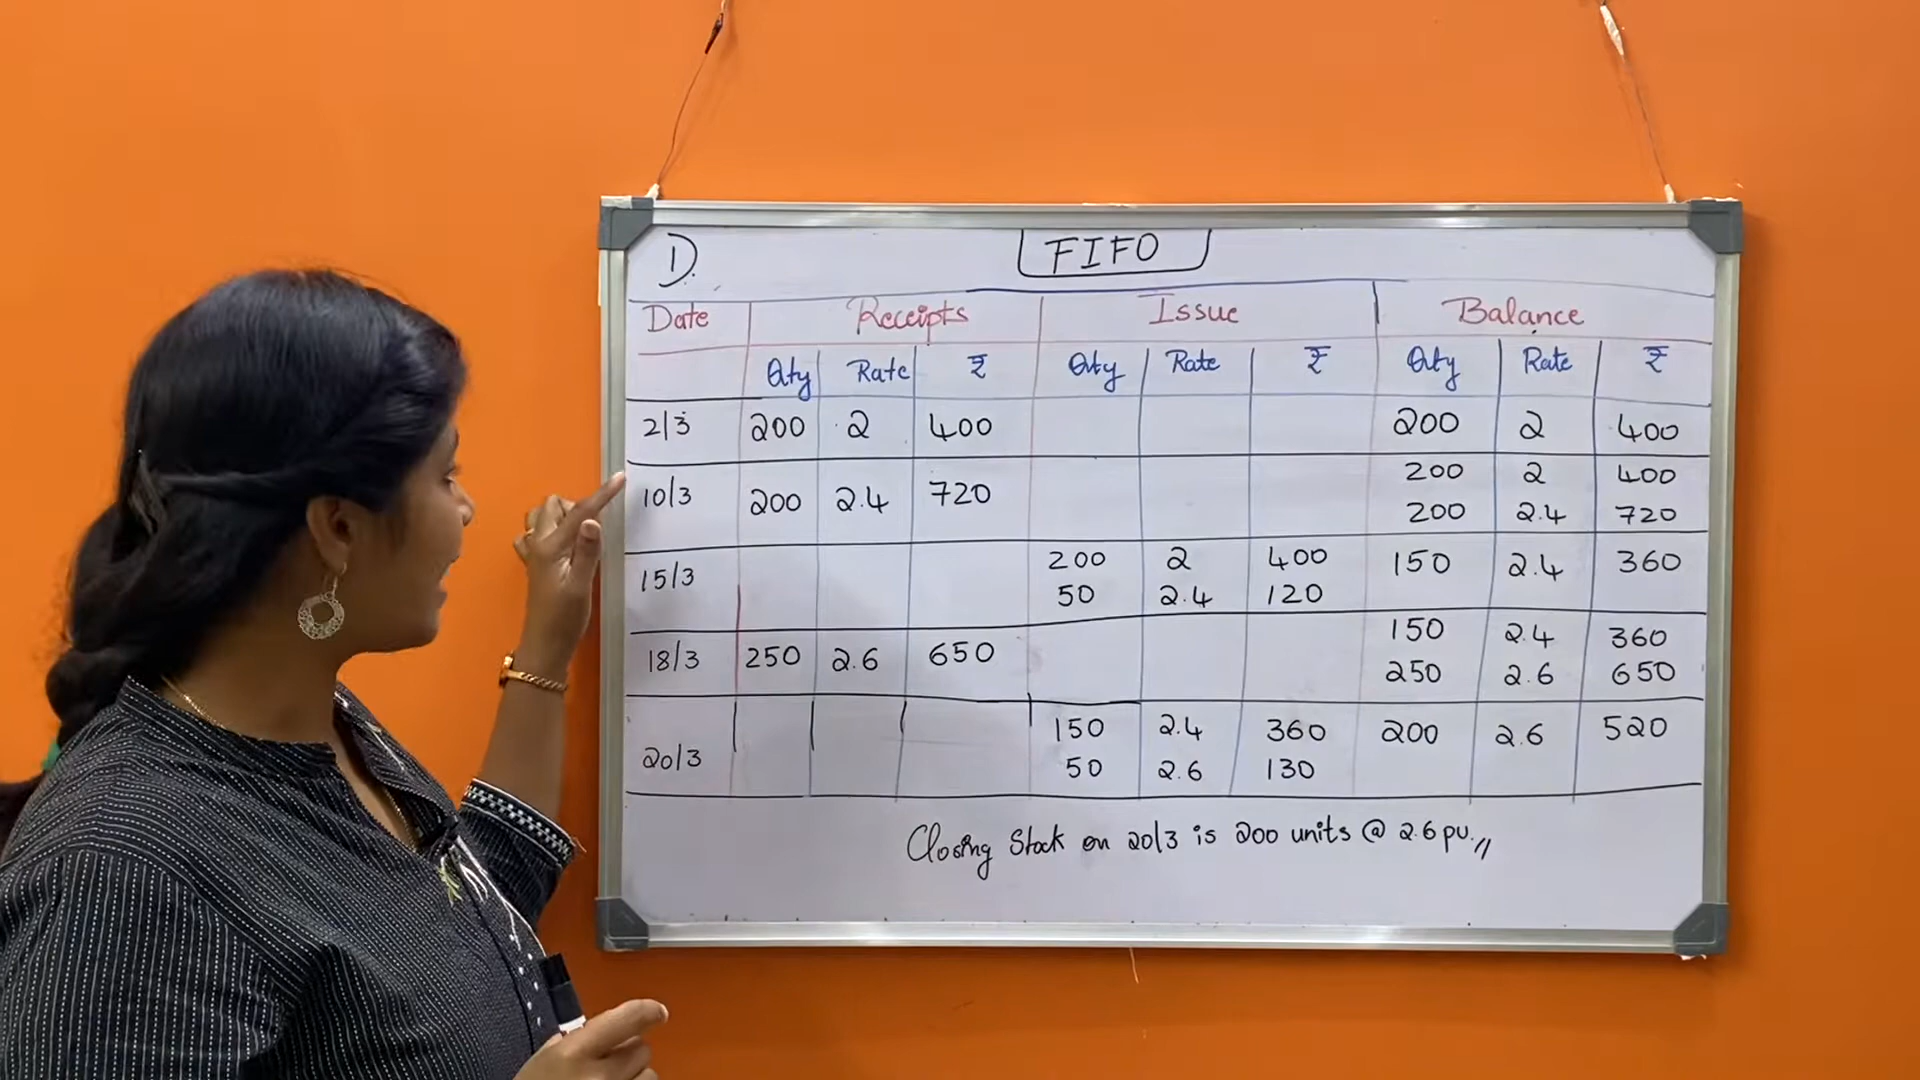 1).
FIFO
Date Receipts Issue Balance
Qty Rate ₹ Qty Rate ₹ Qty Rate ₹
2/3 200 2 400 200 2 400
10/3 200 2.4 720 200 2 400
200 2.4 720
15/3 200 2 400 150 2.4 360
50 2.4 120
18/3 250 2.6 650 150 2.4 360
250 2.6 650
20/3 150 2.4 360 200 2.6 520
50 2.6 130
Closing Stock on 20/3 is 200 units @ 2.6 pu.//